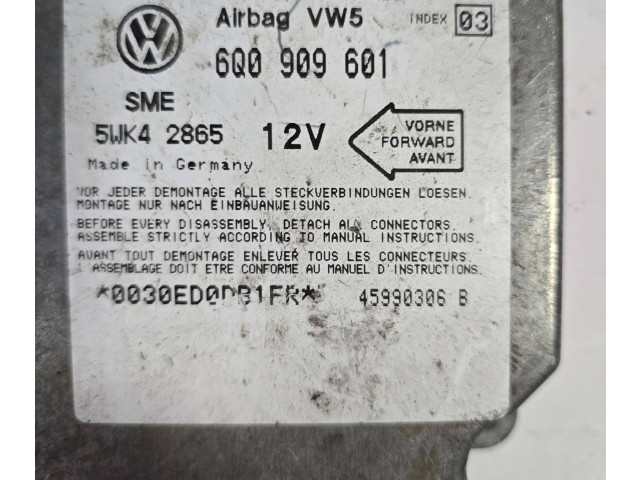 Airbag VW5 INDEX 03
6Q0 909 601
SME
5WK4 2865 12V
VORNE
FORWARD
AVANT
Made in Germany
VOR JEDER DEMONTAGE ALLE STECKVERBINDUNGEN LOESEN.
MONTAGE NUR NACH EINBAUANWEISUNG.
BEFORE EVERY DISASSEMBLY, DETACH ALL CONNECTORS.
ASSEMBLE STRICTLY ACCORDING TO MANUAL INSTRUCTIONS.
AVANT TOUT DEMONTAGE ENLEVER TOUS LES CONNECTEURS.
L'ASSEMBLAGE DOIT ETRE CONFORME AU MANUEL D'INSTRUCTIONS.
*0030ED0DB1FR* 45990306 B